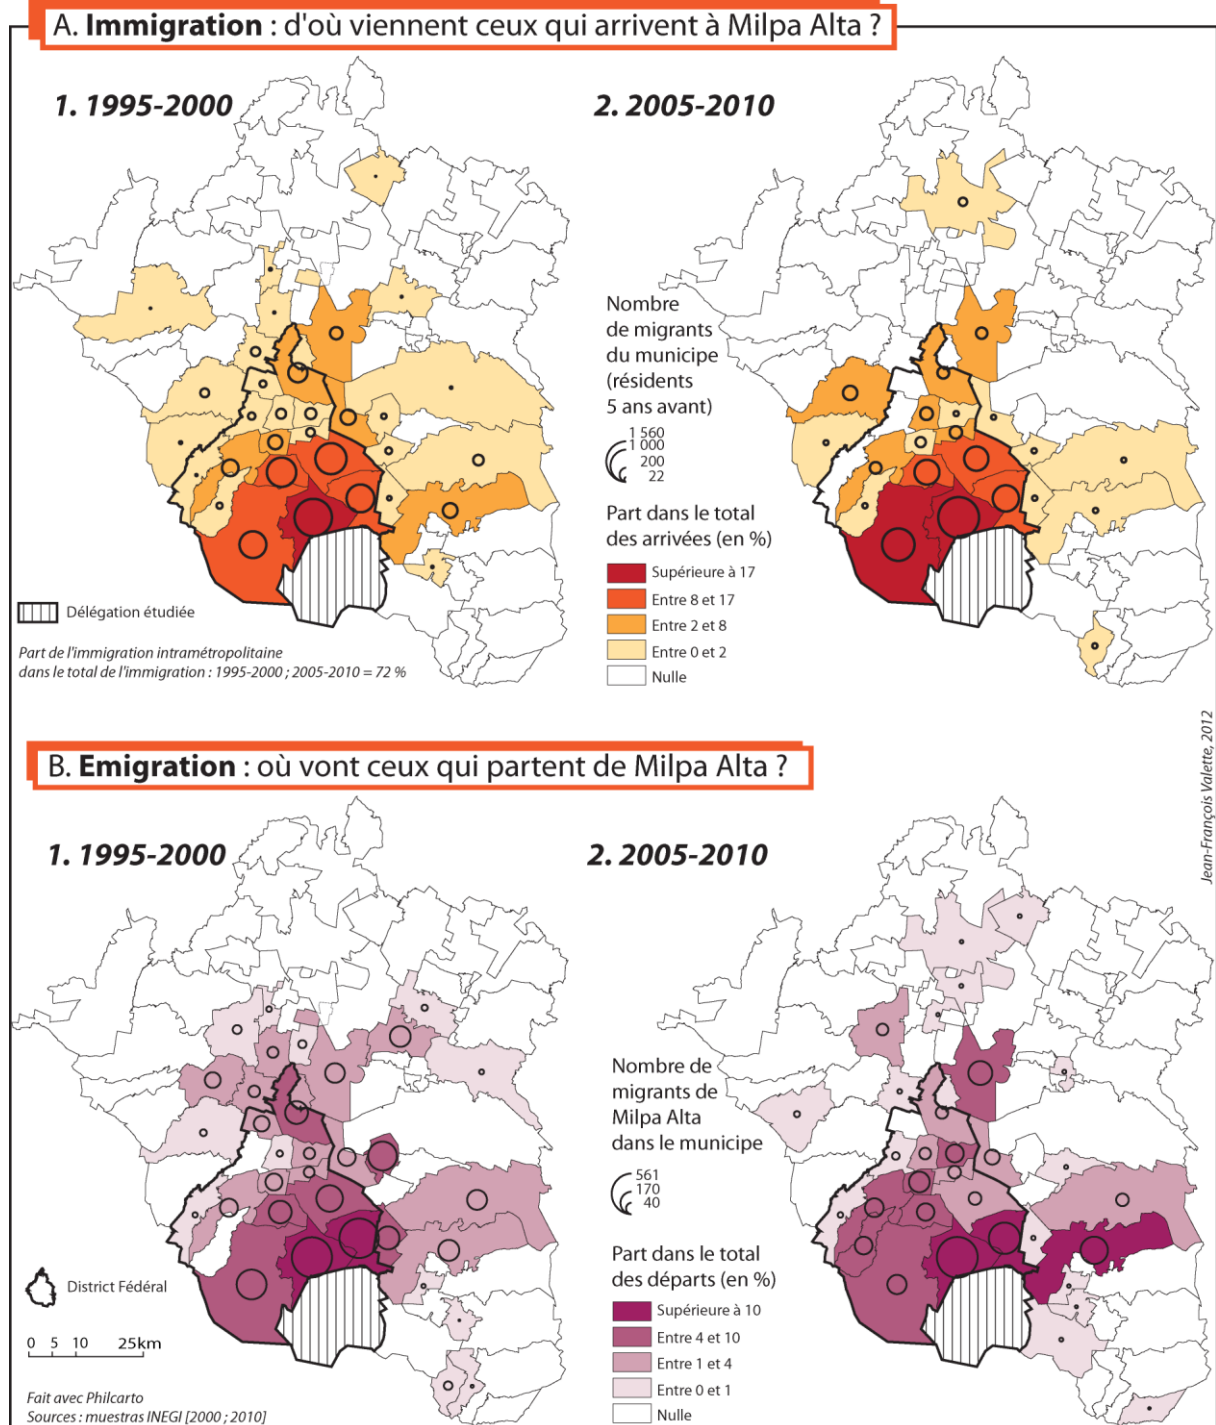 A. Immigration : d'où viennent ceux qui arrivent à Milpa Alta ?
1. 1995-2000
2. 2005-2010
Nombre
de migrants
du municipe
(résidents
5 ans avant)
1 560
1 000
200
22
Part dans le total
des arrivées (en %)
Supérieure à 17
Entre 8 et 17
Entre 2 et 8
Entre 0 et 2
Nulle
Délégation étudiée
Part de l'immigration intramétropolitaine
dans le total de l'immigration : 1995-2000 ; 2005-2010 = 72 %
Jean-François Valette, 2012
B. Emigration : où vont ceux qui partent de Milpa Alta ?
1. 1995-2000
2. 2005-2010
Nombre de
migrants de
Milpa Alta
dans le municipe
561
170
40
Part dans le total
des départs (en %)
Supérieure à 10
Entre 4 et 10
Entre 1 et 4
Entre 0 et 1
Nulle
District Fédéral
0 5 10 25km
Fait avec Philcarto
Sources : muestras INEGI [2000 ; 2010]